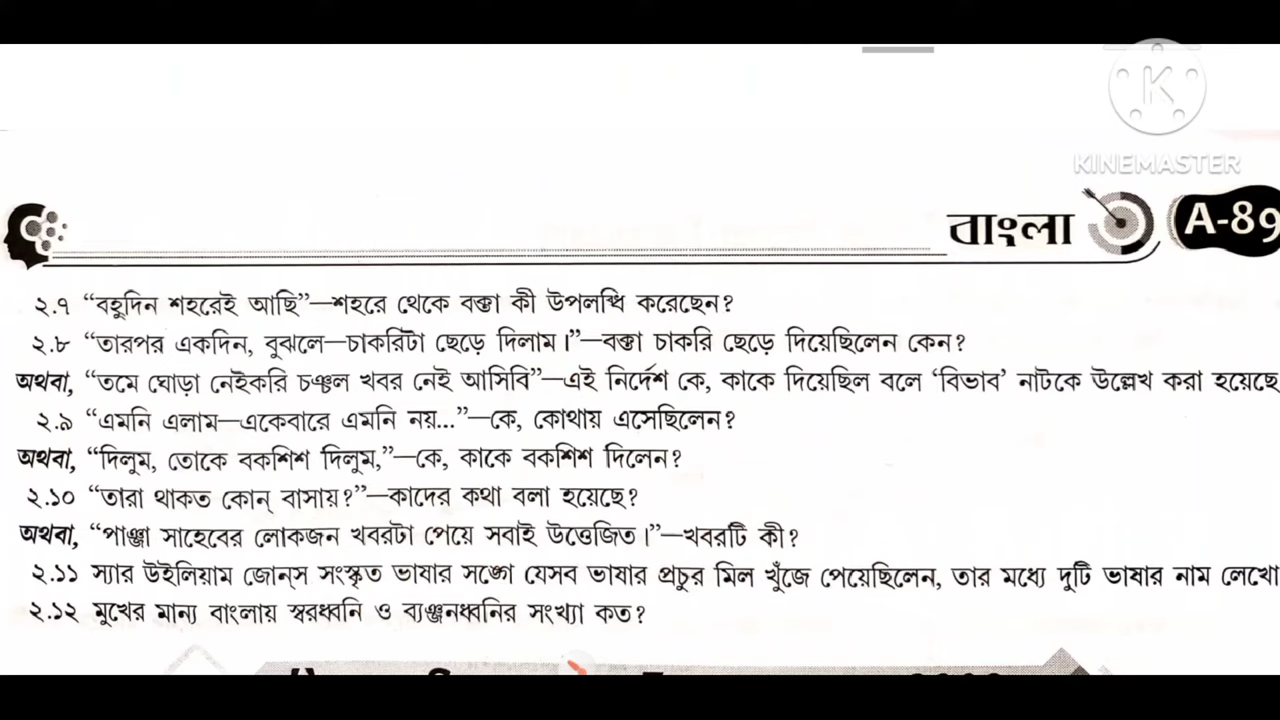 KINEMASTER
বাংলা A-89
২.৭ “বহুদিন শহরেই আছি”—শহরে থেকে বক্তা কী উপলব্ধি করেছেন?
২.৮ “তারপর একদিন, বুঝলে—চাকরিটা ছেড়ে দিলাম।”—বক্তা চাকরি ছেড়ে দিয়েছিলেন কেন?
অথবা, “তমে ঘোড়া নেইকরি চঞ্চল খবর নেই আসিবি”—এই নির্দেশ কে, কাকে দিয়েছিল বলে ‘বিভাব’ নাটকে উল্লেখ করা হয়েছে
২.৯ “এমনি এলাম—একেবারে এমনি নয়...”—কে, কোথায় এসেছিলেন?
অথবা, “দিলুম, তোকে বকশিশ দিলুম,”—কে, কাকে বকশিশ দিলেন?
২.১০ “তারা থাকত কোন্ বাসায়?”—কাদের কথা বলা হয়েছে?
অথবা, “পাঞ্জা সাহেবের লোকজন খবরটা পেয়ে সবাই উত্তেজিত।”—খবরটি কী?
২.১১ স্যার উইলিয়াম জোন্‌স সংস্কৃত ভাষার সঙ্গে যেসব ভাষার প্রচুর মিল খুঁজে পেয়েছিলেন, তার মধ্যে দুটি ভাষার নাম লেখো
২.১২ মুখের মান্য বাংলায় স্বরধ্বনি ও ব্যঞ্জনধ্বনির সংখ্যা কত?